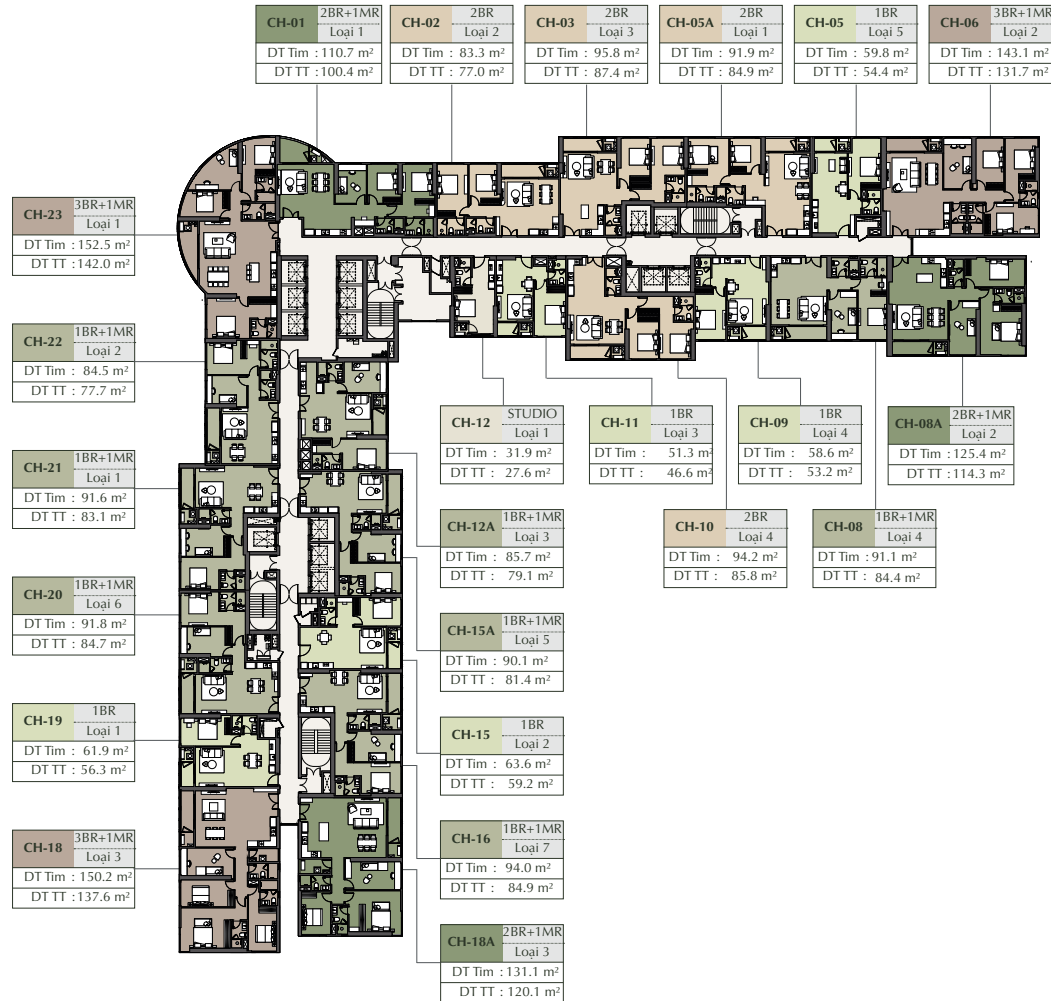 CH-01 2BR+1MR
Loại 1
DT Tim : 110.7 m²
DT TT : 100.4 m²
CH-02 2BR
Loại 2
DT Tim : 83.3 m²
DT TT : 77.0 m²
CH-03 2BR
Loại 3
DT Tim : 95.8 m²
DT TT : 87.4 m²
CH-05A 2BR
Loại 1
DT Tim : 91.9 m²
DT TT : 84.9 m²
CH-05 1BR
Loại 5
DT Tim : 59.8 m²
DT TT : 54.4 m²
CH-06 3BR+1MR
Loại 2
DT Tim : 143.1 m²
DT TT : 131.7 m²
CH-23 3BR+1MR
Loại 1
DT Tim : 152.5 m²
DT TT : 142.0 m²
CH-22 1BR+1MR
Loại 2
DT Tim : 84.5 m²
DT TT : 77.7 m²
CH-12 STUDIO
Loại 1
DT Tim : 31.9 m²
DT TT : 27.6 m²
CH-11 1BR
Loại 3
DT Tim : 51.3 m²
DT TT : 46.6 m²
CH-09 1BR
Loại 4
DT Tim : 58.6 m²
DT TT : 53.2 m²
CH-08A 2BR+1MR
Loại 2
DT Tim : 125.4 m²
DT TT : 114.3 m²
CH-21 1BR+1MR
Loại 1
DT Tim : 91.6 m²
DT TT : 83.1 m²
CH-12A 1BR+1MR
Loại 3
DT Tim : 85.7 m²
DT TT : 79.1 m²
CH-10 2BR
Loại 4
DT Tim : 94.2 m²
DT TT : 85.8 m²
CH-08 1BR+1MR
Loại 4
DT Tim : 91.1 m²
DT TT : 84.4 m²
CH-20 1BR+1MR
Loại 6
DT Tim : 91.8 m²
DT TT : 84.7 m²
CH-15A 1BR+1MR
Loại 5
DT Tim : 90.1 m²
DT TT : 81.4 m²
CH-19 1BR
Loại 1
DT Tim : 61.9 m²
DT TT : 56.3 m²
CH-15 1BR
Loại 2
DT Tim : 63.6 m²
DT TT : 59.2 m²
CH-18 3BR+1MR
Loại 3
DT Tim : 150.2 m²
DT TT : 137.6 m²
CH-16 1BR+1MR
Loại 7
DT Tim : 94.0 m²
DT TT : 84.9 m²
CH-18A 2BR+1MR
Loại 3
DT Tim : 131.1 m²
DT TT : 120.1 m²